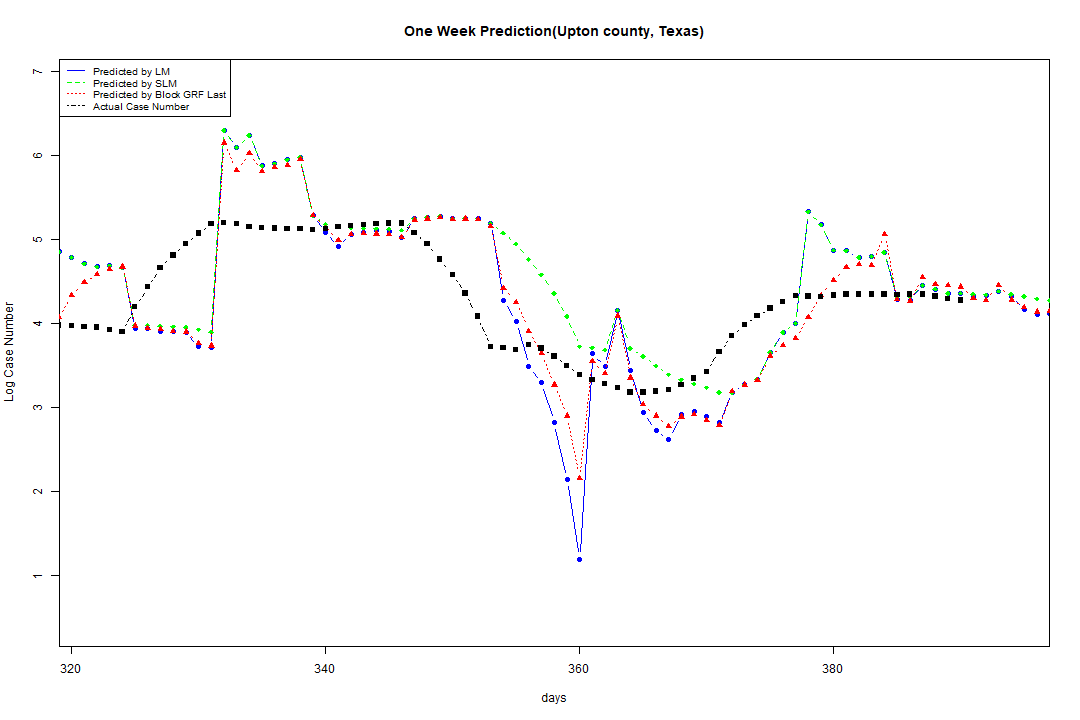 One Week Prediction(Upton county, Texas)
Predicted by LM
Predicted by SLM
Predicted by Block GRF Last
Actual Case Number
7
6
5
4
3
2
1
Log Case Number
320 340 360 380
days